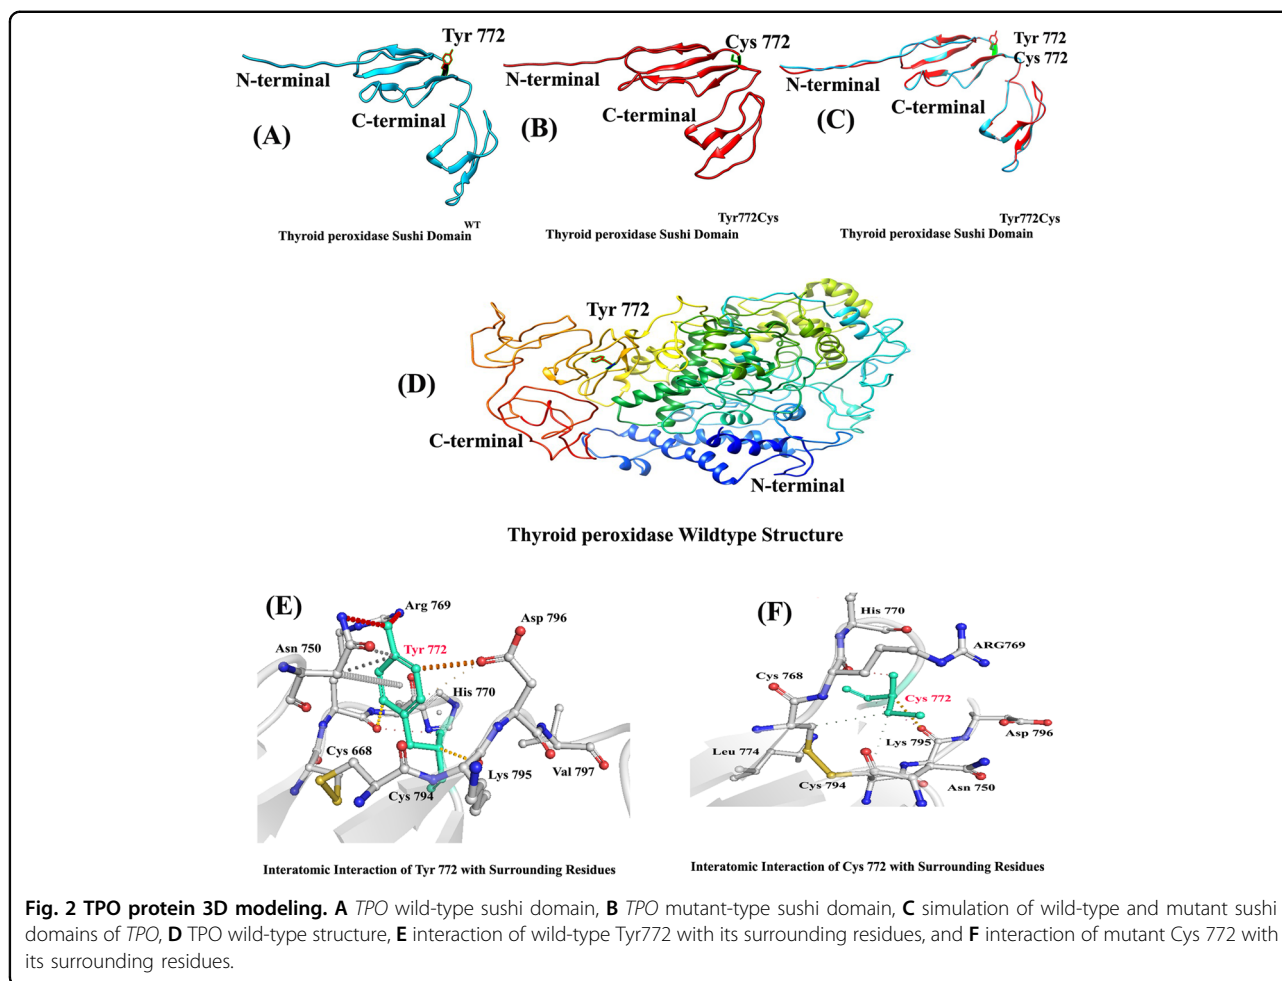 Tyr 772
N-terminal
C-terminal
(A)
Thyroid peroxidase Sushi Domain WT
Cys 772
N-terminal
C-terminal
(B)
Thyroid peroxidase Sushi Domain Tyr772Cys
Tyr 772
Cys 772
N-terminal
C-terminal
(C)
Thyroid peroxidase Sushi Domain Tyr772Cys
Tyr 772
(D)
C-terminal
N-terminal
Thyroid peroxidase Wildtype Structure
(E)
Arg 769
Asp 796
Asn 750
Tyr 772
His 770
Cys 668
Lys 795
Val 797
Cys 794
Interatomic Interaction of Tyr 772 with Surrounding Residues
(F)
His 770
ARG769
Cys 768
Cys 772
Asp 796
Lys 795
Leu 774
Cys 794
Asn 750
Interatomic Interaction of Cys 772 with Surrounding Residues
Fig. 2 TPO protein 3D modeling. A TPO wild-type sushi domain, B TPO mutant-type sushi domain, C simulation of wild-type and mutant sushi
domains of TPO, D TPO wild-type structure, E interaction of wild-type Tyr772 with its surrounding residues, and F interaction of mutant Cys 772 with
its surrounding residues.